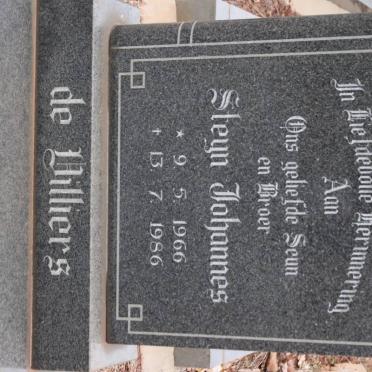 In Liefdevolle Herinnering
Aan
Ons geliefde Seun
en Broer
Steyn Johannes
* 9. 5. 1966
† 13. 7. 1986
de Villiers